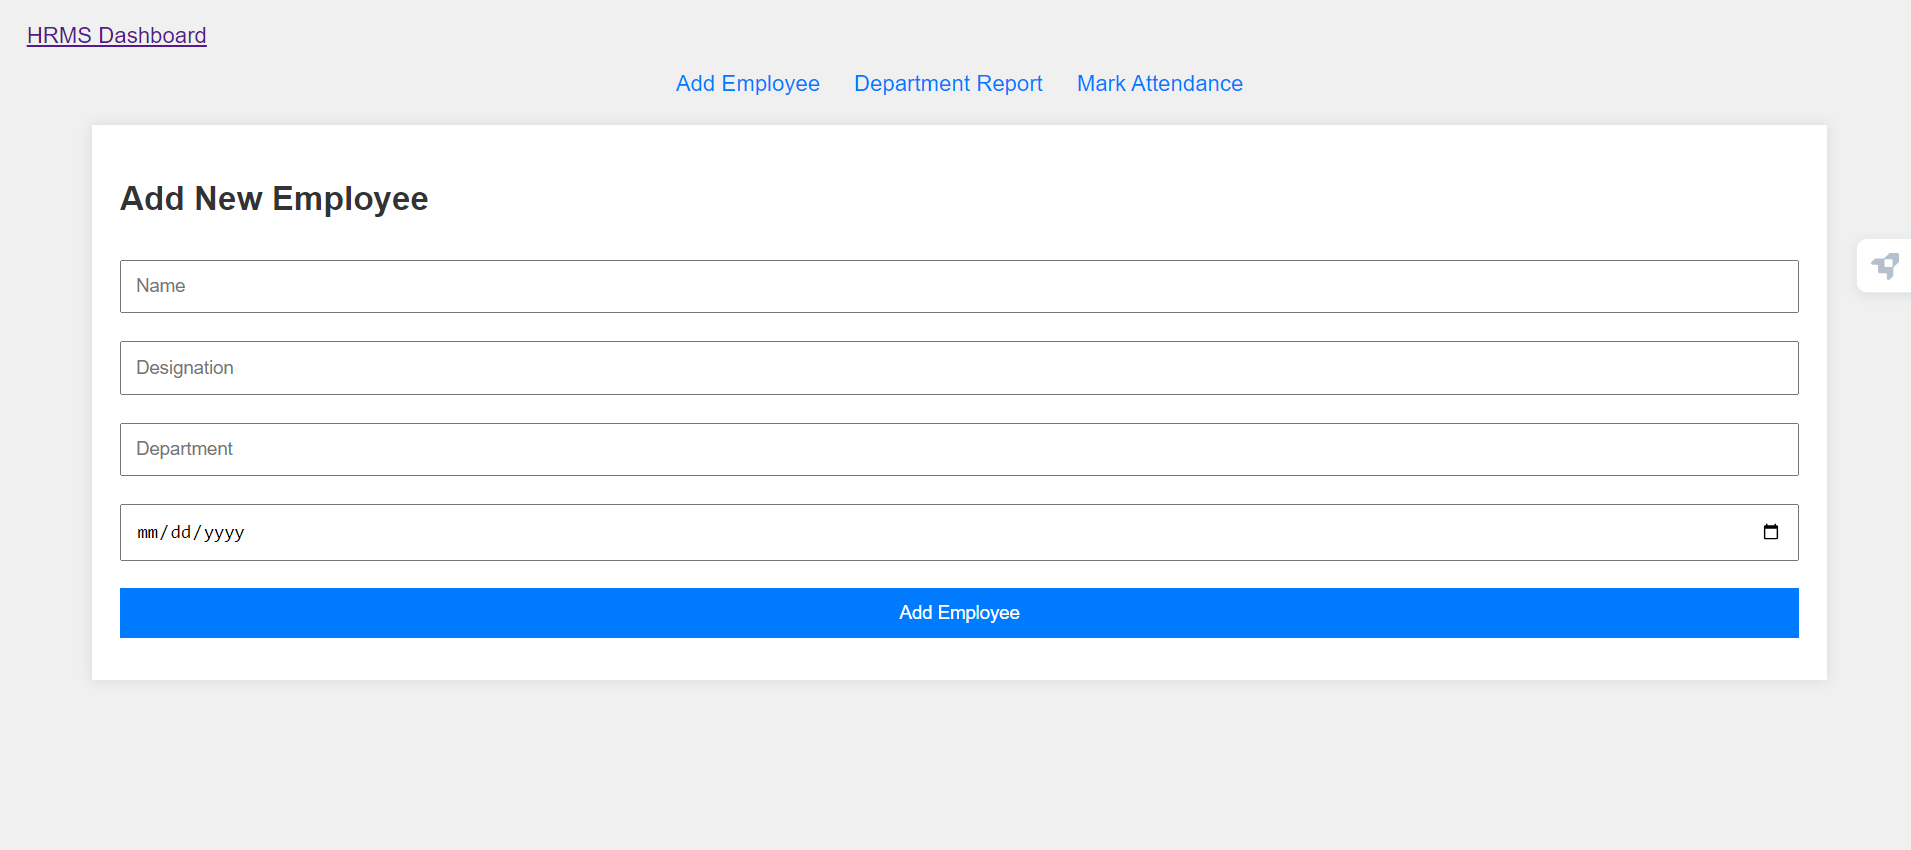 HRMS Dashboard
Add Employee Department Report Mark Attendance
Add New Employee
Name
Designation
Department
mm/dd/yyyy
Add Employee